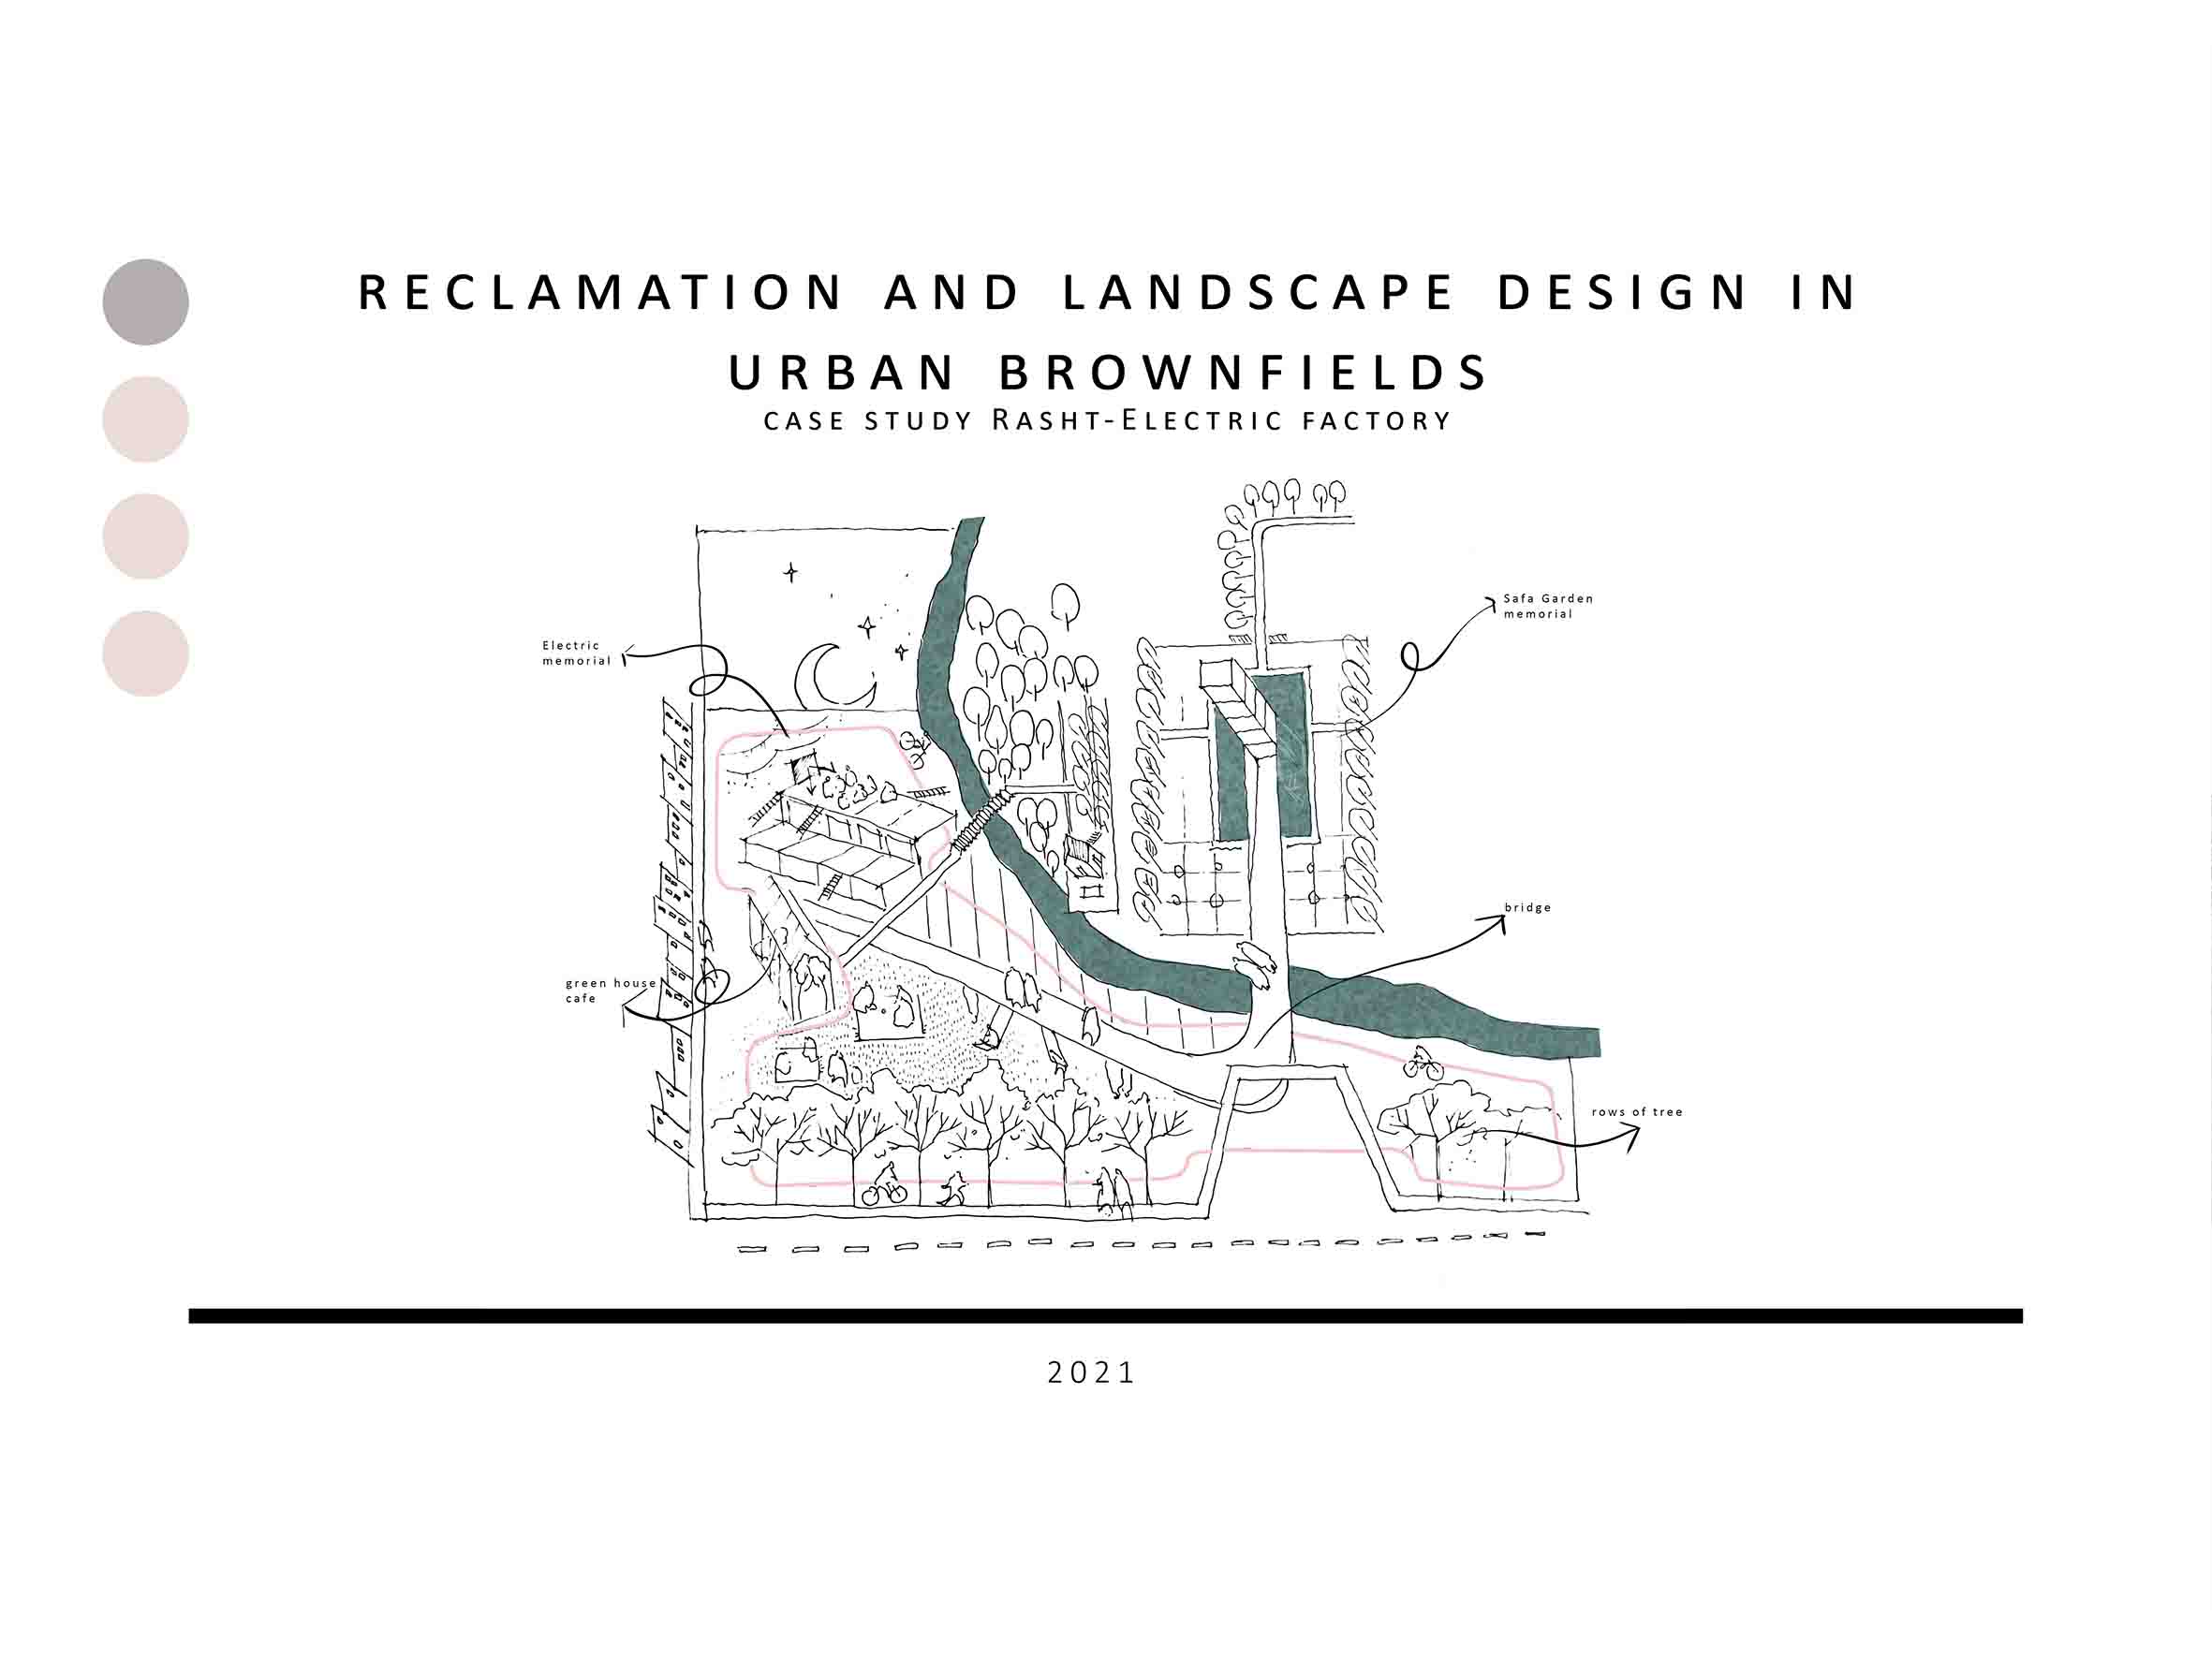 RECLAMATION AND LANDSCAPE DESIGN IN
URBAN BROWNFIELDS
CASE STUDY RASHT-ELECTRIC FACTORY
Safa Garden
memorial
Electric
memorial
bridge
green house
cafe
rows of tree
2021